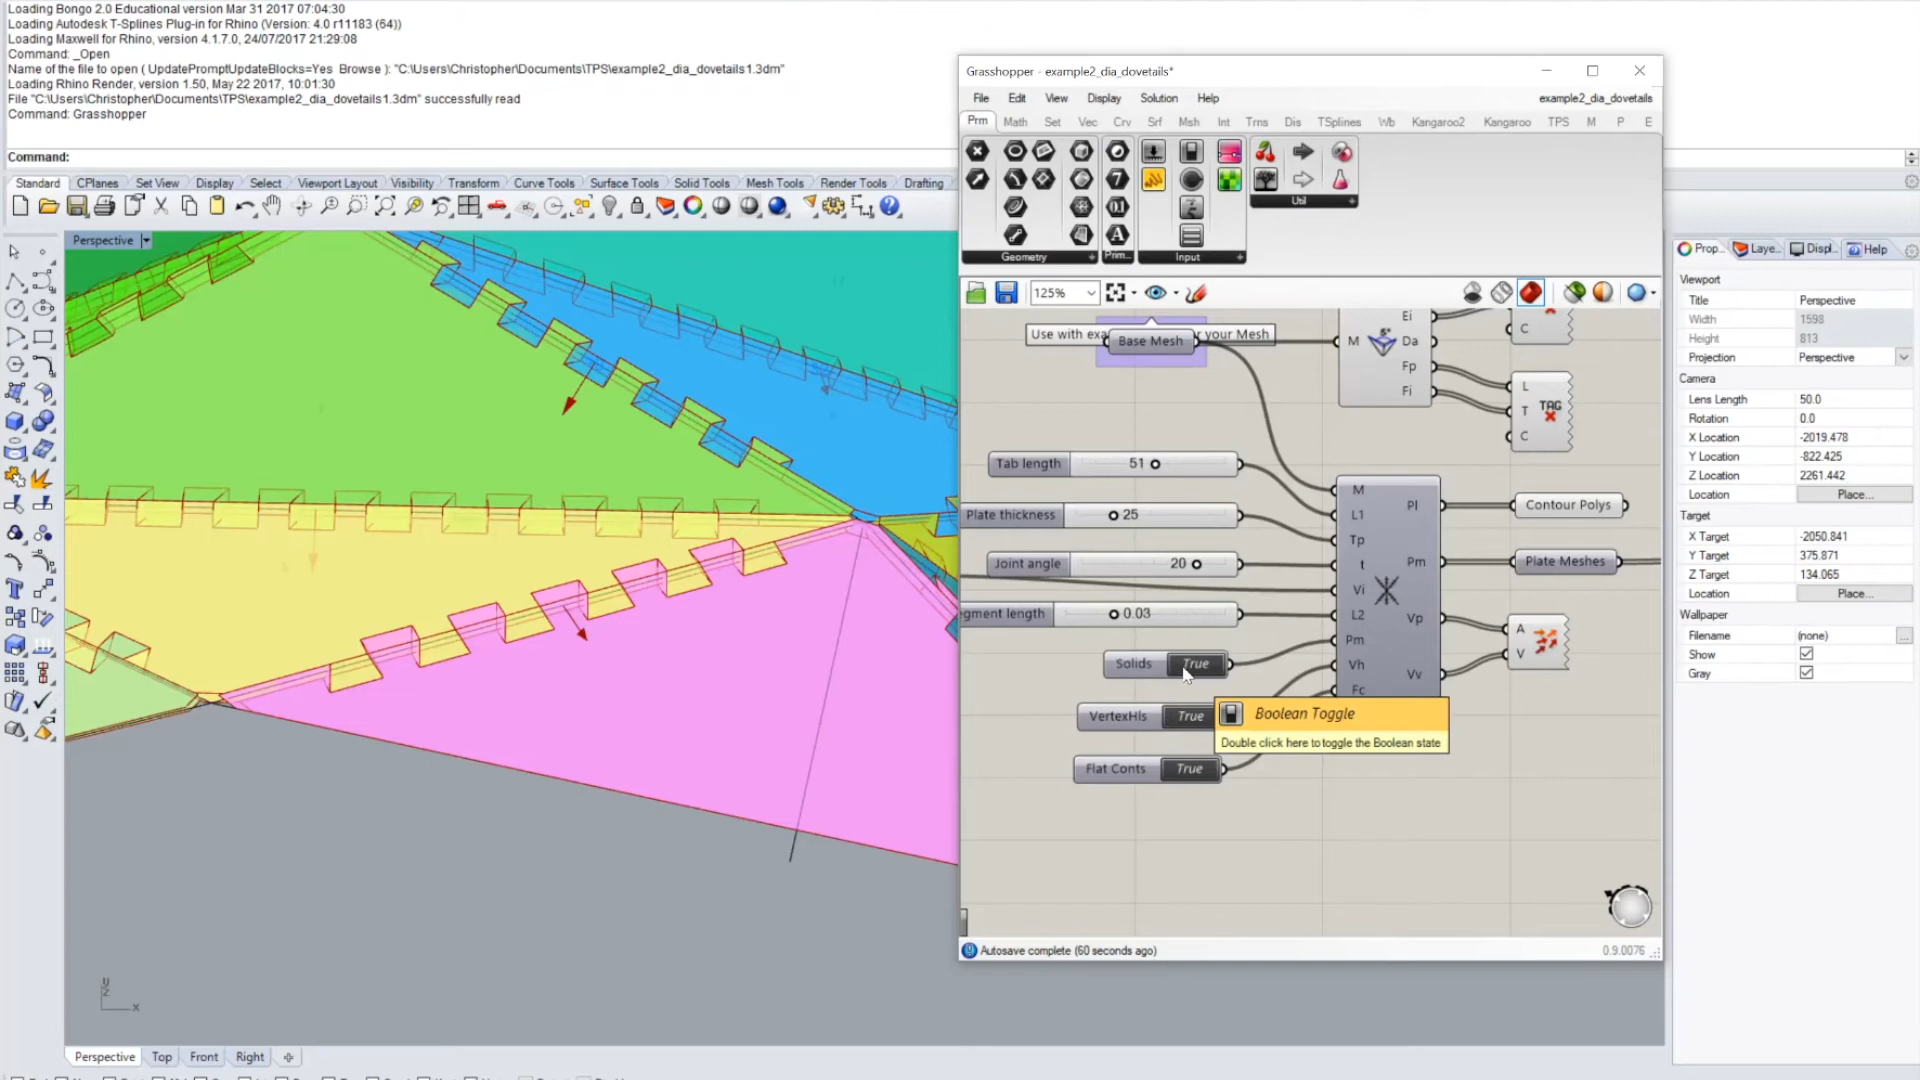 Loading Bongo 2.0 Educational version Mar 31 2017 07:04:30
Loading Autodesk T-Splines Plug-in for Rhino (Version: 4.0 r11183 (64))
Loading Maxwell for Rhino, version 4.1.7.0, 24/07/2017 21:29:08
Command: _Open
Name of the file to open ( UpdatePromptUpdateBlocks=Yes Browse ): "C:\Users\Christopher\Documents\TPS\example2_dia_dovetails1.3dm"
Loading Rhino Render, version 1.50, May 22 2017, 10:01:30
File "C:\Users\Christopher\Documents\TPS\example2_dia_dovetails1.3dm" successfully read
Command: Grasshopper
Command:
Standard CPlanes Set View Display Select Viewport Layout Visibility Transform Curve Tools Surface Tools Solid Tools Mesh Tools Render Tools Drafting
Perspective
Grasshopper - example2_dia_dovetails*
File Edit View Display Solution Help example2_dia_dovetails
Prm Math Set Vec Crv Srf Msh Int Trns Dis TSplines Wb Kangaroo2 Kangaroo TPS M P E
Geometry Prim... Input Util
125%
Use with exa
r your Mesh
Base Mesh
M
Ei
Da
Fp
Fi
C
L
T
C
TAG
Tab length 51
Plate thickness 25
Joint angle 20
gment length 0.03
Solids True
VertexHls True
Flat Conts True
M
L1
Tp
t
Vi
L2
Pm
Vh
Fc
Pl
Pm
Vp
Vv
Contour Polys
Plate Meshes
A
V
Boolean Toggle
Double click here to toggle the Boolean state
Autosave complete (60 seconds ago)
0.9.0076
Prop... Laye... Displ... Help
Viewport
Title Perspective
Width 1598
Height 813
Projection Perspective
Camera
Lens Length 50.0
Rotation 0.0
X Location -2019.478
Y Location -822.425
Z Location 2261.442
Location Place...
Target
X Target -2050.841
Y Target 375.871
Z Target 134.065
Location Place...
Wallpaper
Filename (none) ...
Show
Gray
x
Perspective Top Front Right